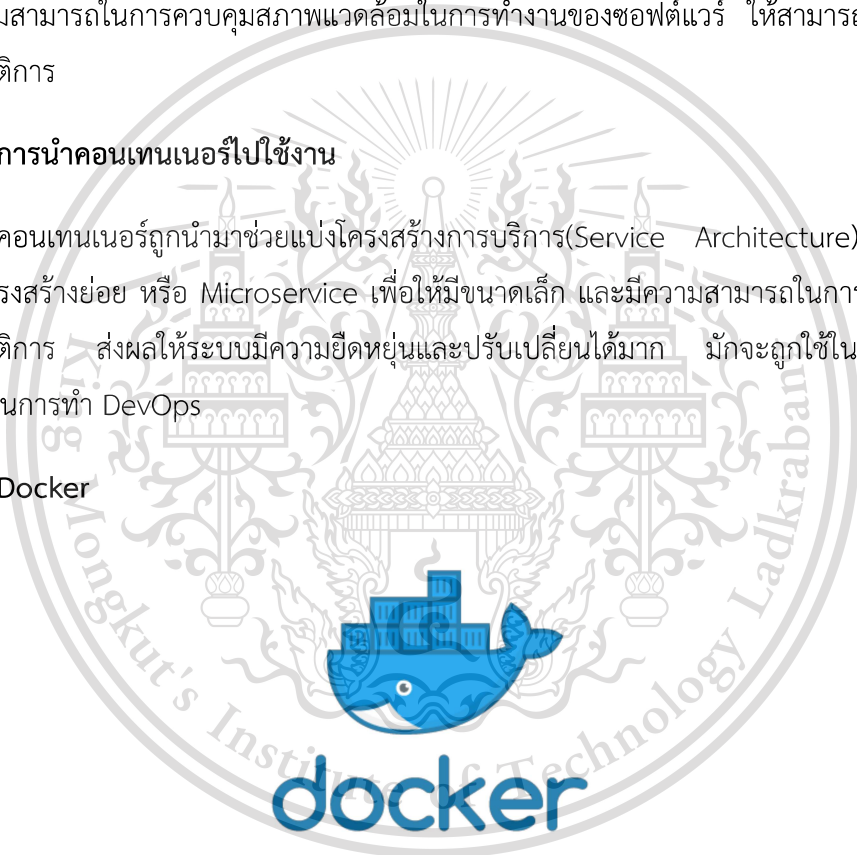 มสามารถในการควบคุมสภาพแวดล้อมในการทำงานของซอฟต์แวร์ ให้สามารถ
ติการ
การนำคอนเทนเนอร์ไปใช้งาน
คอนเทนเนอร์ถูกนำมาช่วยแบ่งโครงสร้างการบริการ(Service Architecture)
รงสร้างย่อย หรือ Microservice เพื่อให้มีขนาดเล็ก และมีความสามารถในการ
ติการ ส่งผลให้ระบบมีความยืดหยุ่นและปรับเปลี่ยนได้มาก มักจะถูกใช้ใน
นการทำ DevOps
Docker
docker
King Mongkut's Institute of Technology Ladkrabang